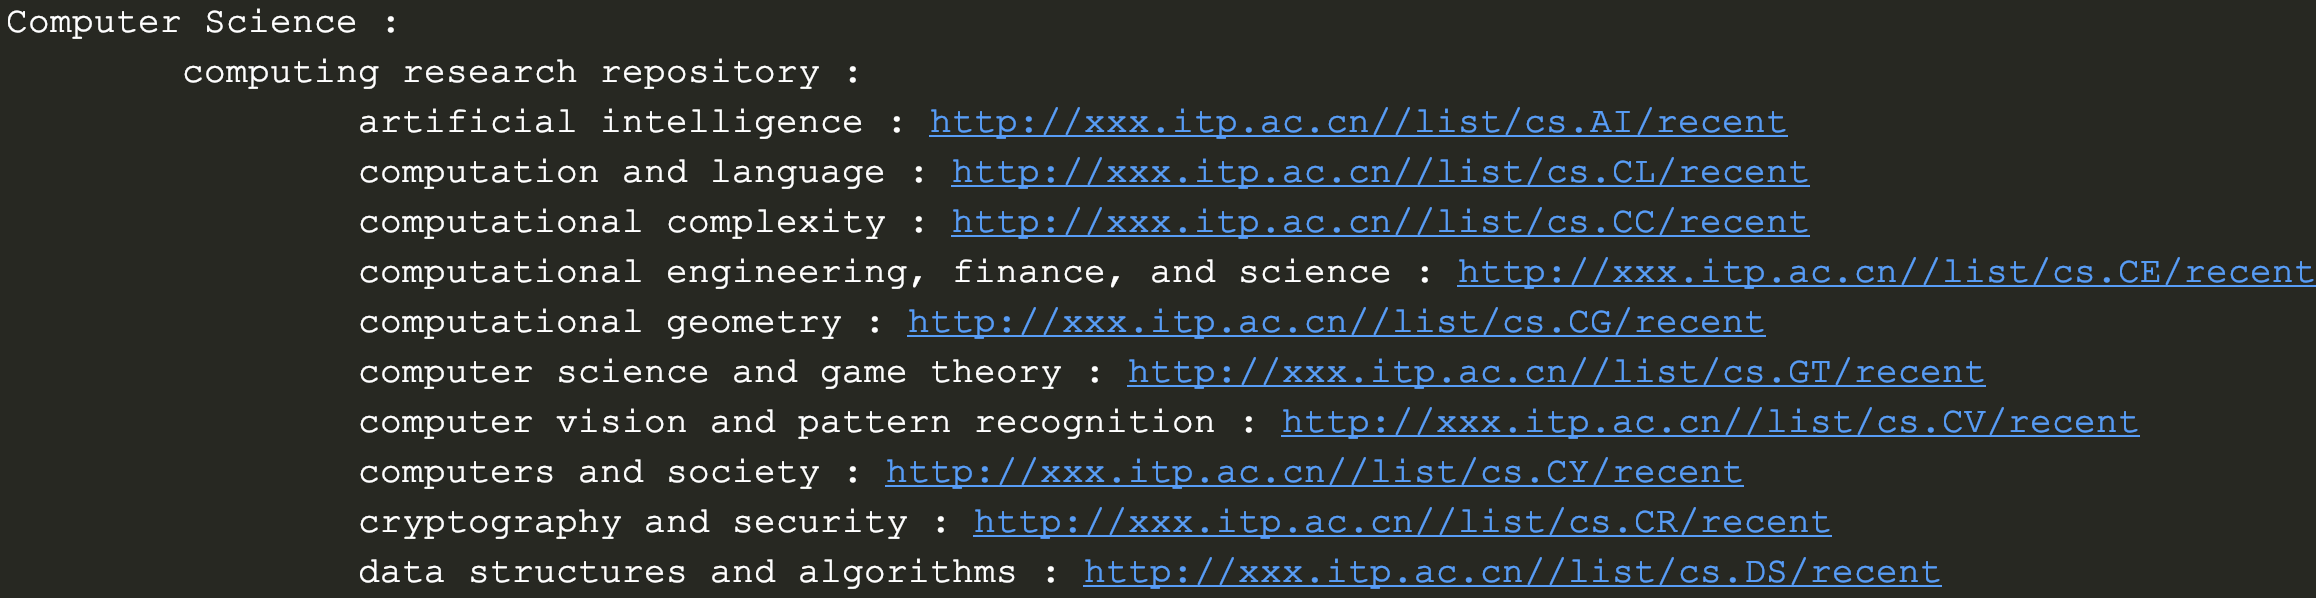 Computer Science :
computing research repository :
artificial intelligence : http://xxx.itp.ac.cn//list/cs.AI/recent
computation and language : http://xxx.itp.ac.cn//list/cs.CL/recent
computational complexity : http://xxx.itp.ac.cn//list/cs.CC/recent
computational engineering, finance, and science : http://xxx.itp.ac.cn//list/cs.CE/recent
computational geometry : http://xxx.itp.ac.cn//list/cs.CG/recent
computer science and game theory : http://xxx.itp.ac.cn//list/cs.GT/recent
computer vision and pattern recognition : http://xxx.itp.ac.cn//list/cs.CV/recent
computers and society : http://xxx.itp.ac.cn//list/cs.CY/recent
cryptography and security : http://xxx.itp.ac.cn//list/cs.CR/recent
data structures and algorithms : http://xxx.itp.ac.cn//list/cs.DS/recent